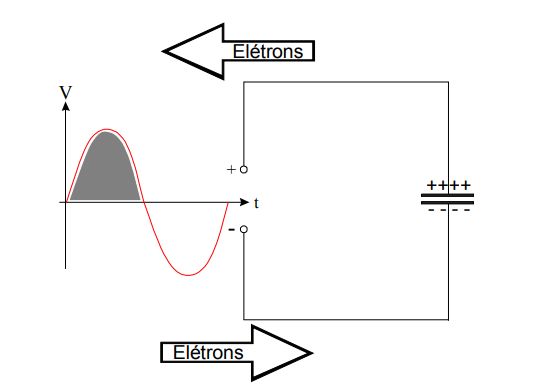 Elétrons
V
+
++++
- - - -
t
-
Elétrons